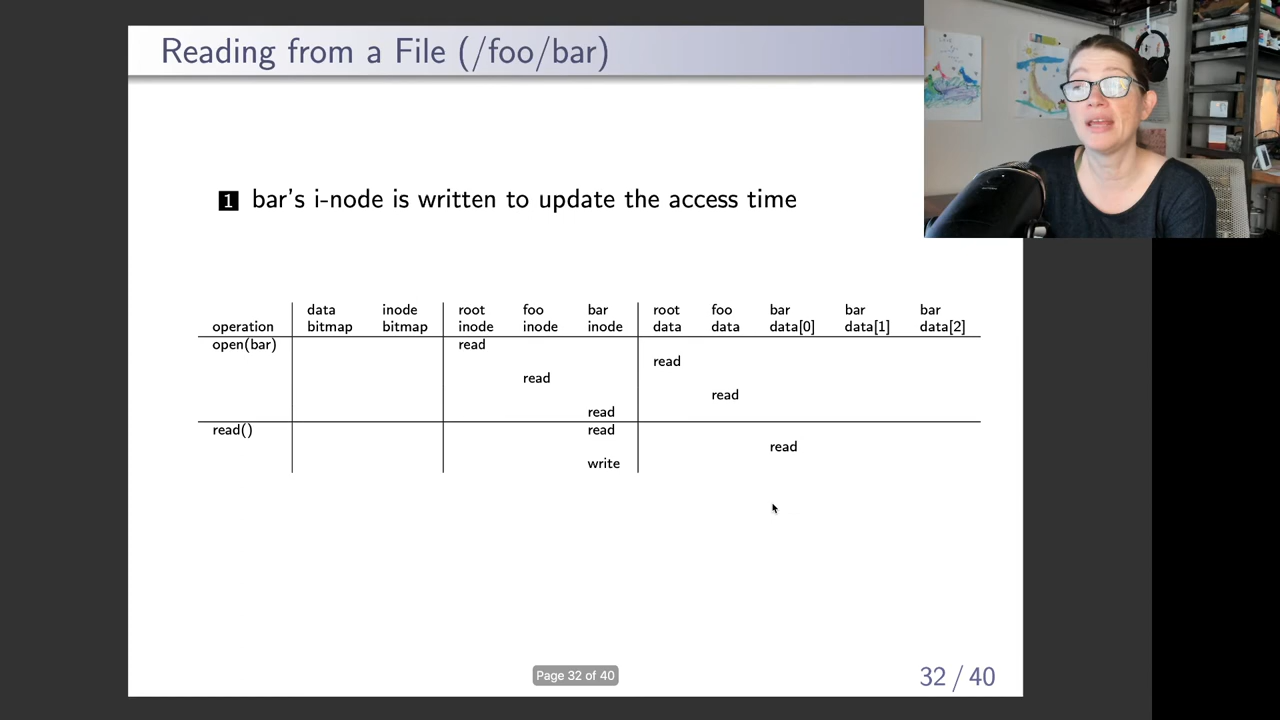 Reading from a File (/foo/bar)
1 bar's i-node is written to update the access time
data inode root foo bar root foo bar bar bar
operation bitmap bitmap inode inode inode data data data[0] data[1] data[2]
open(bar) read
read
read
read
read
read() read
read
write
Page 32 of 40
32 / 40